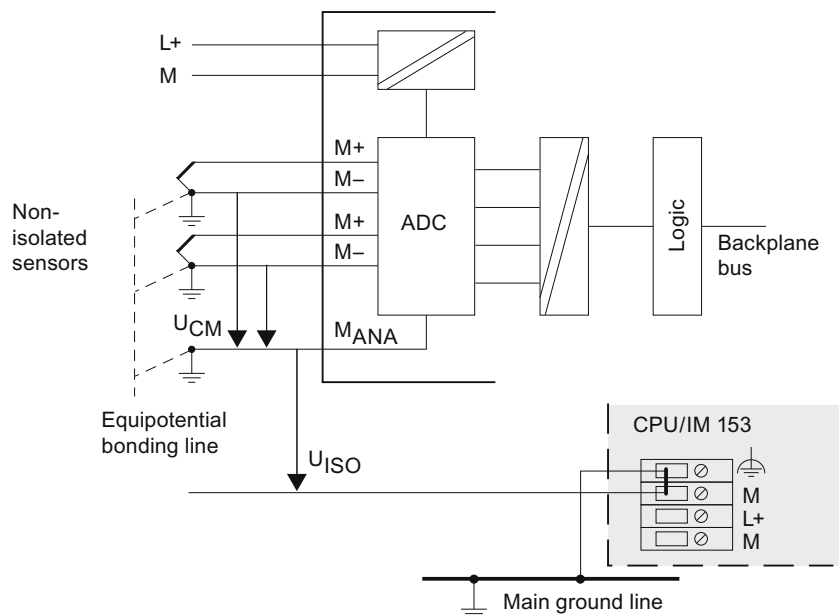 L+
M
M+
M–
M+
M–
ADC
Logic
Backplane
bus
Non-
isolated
sensors
UCM
MANA
Equipotential
bonding line
UISO
CPU/IM 153
M
L+
M
Main ground line